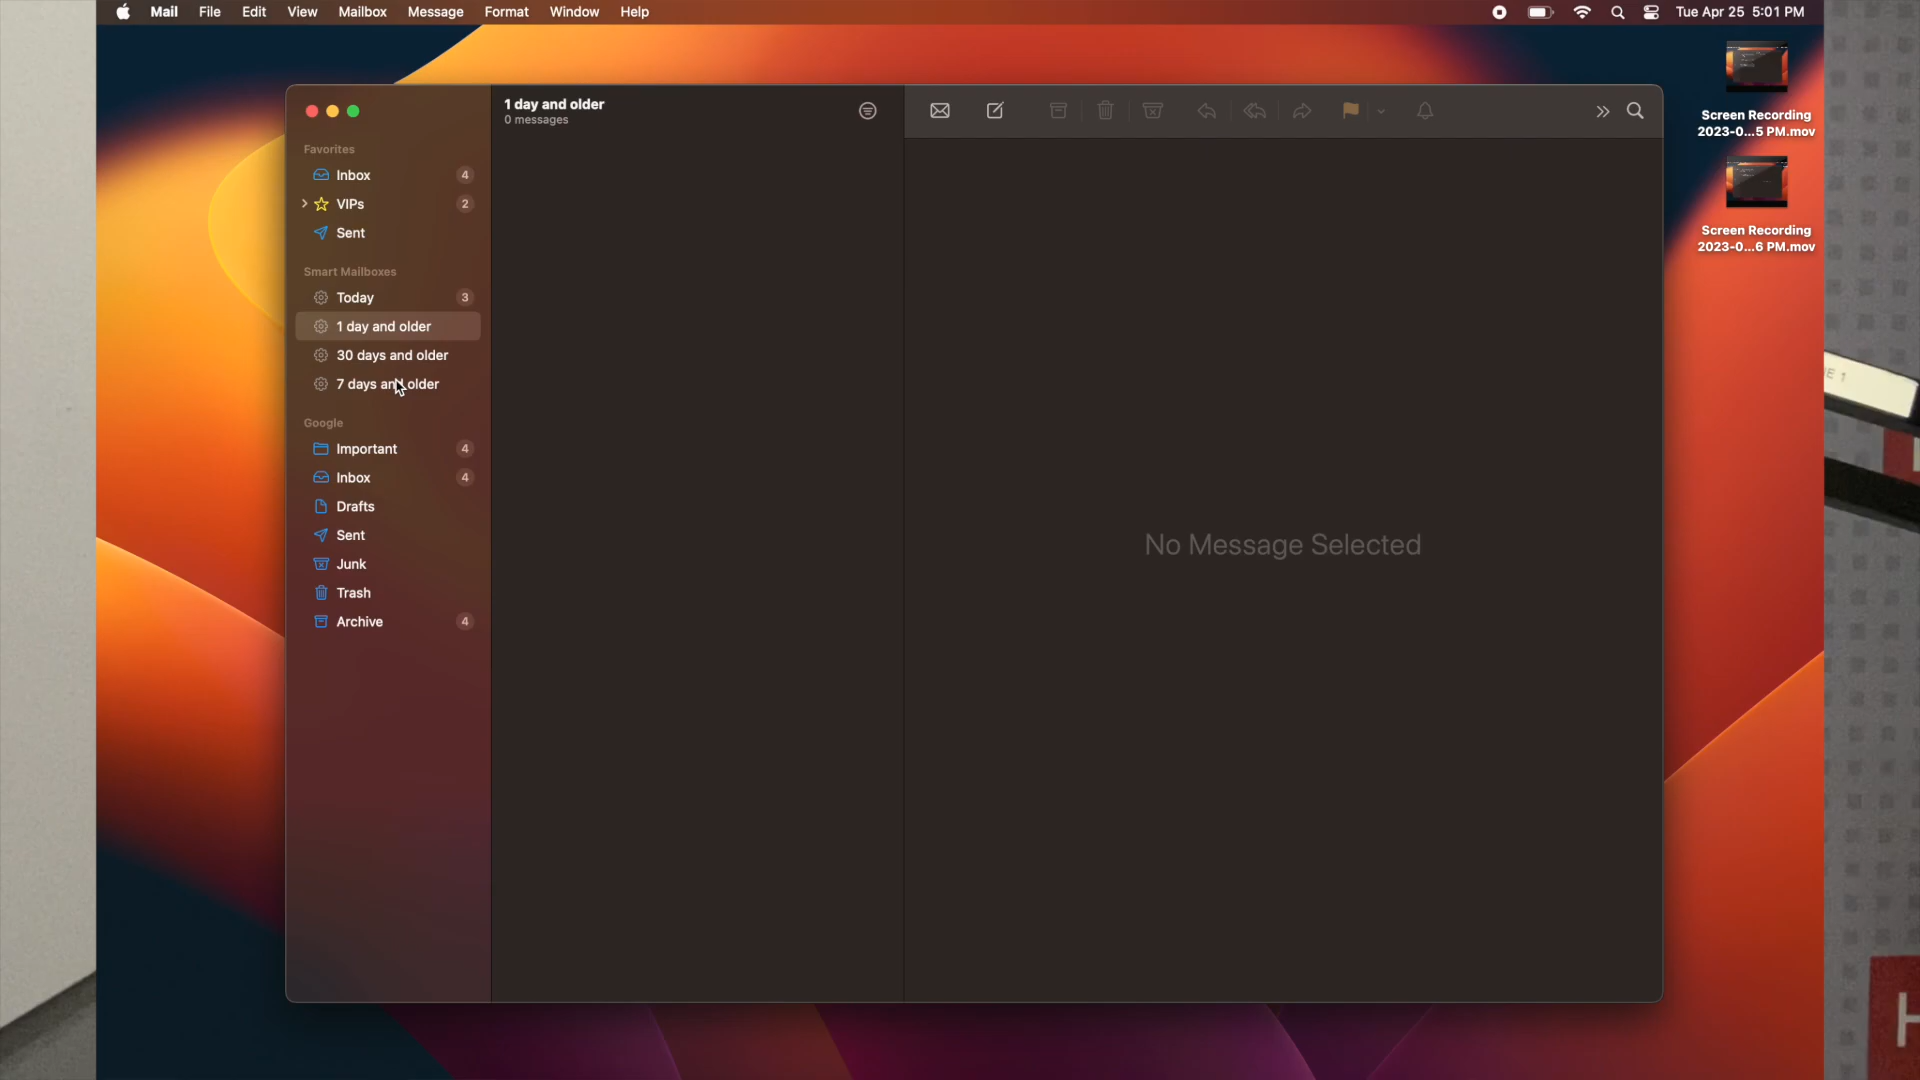 Mail File Edit View Mailbox Message Format Window Help Tue Apr 25 5:01 PM
Screen Recording
2023-0...5 PM.mov
Screen Recording
2023-0...6 PM.mov
1 day and older
0 messages
Favorites
Inbox 4
VIPs 2
Sent
Smart Mailboxes
Today 3
1 day and older
30 days and older
7 days and older
Google
Important 4
Inbox 4
Drafts
Sent
Junk
Trash
Archive 4
No Message Selected
H